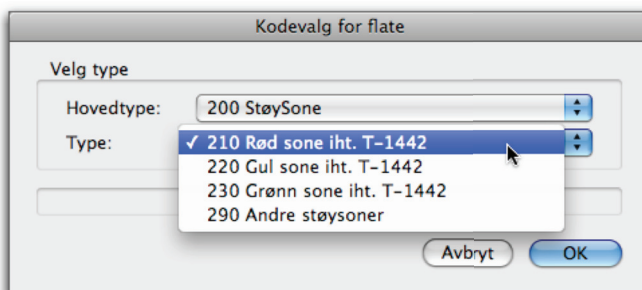 Kodevalg for flate
Velg type
Hovedtype: 200 StøySone
Type: ✓ 210 Rød sone iht. T-1442
220 Gul sone iht. T-1442
230 Grønn sone iht. T-1442
290 Andre støysoner
Avbryt OK